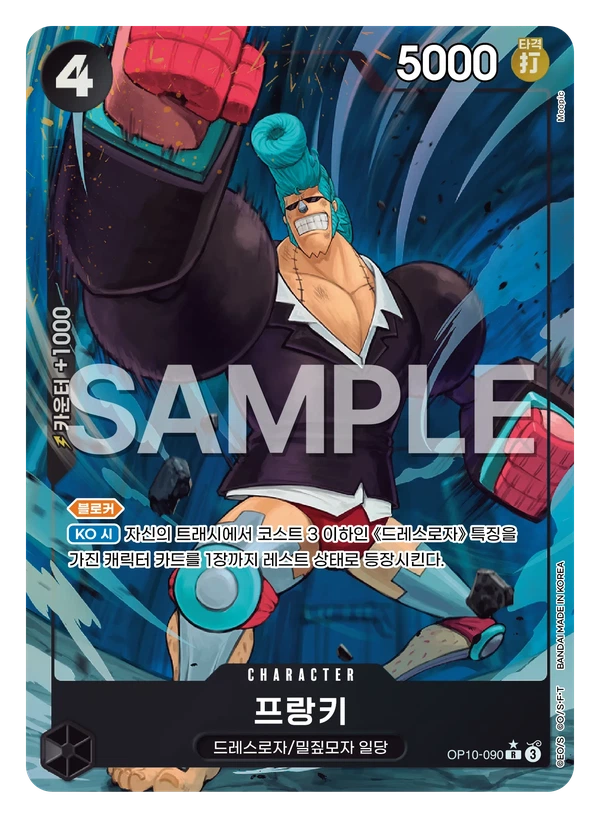 4
5000
타격
打
Moopic
카운터 +1000
SAMPLE
블로커
KO 시 자신의 트래시에서 코스트 3 이하인 《드레스로자》 특징을
가진 캐릭터 카드를 1장까지 레스트 상태로 등장시킨다.
CHARACTER
프랑키
드레스로자/밀짚모자 일당
OP10-090 R 3
©EO/S ©O/S·F·T BANDAI MADE IN KOREA